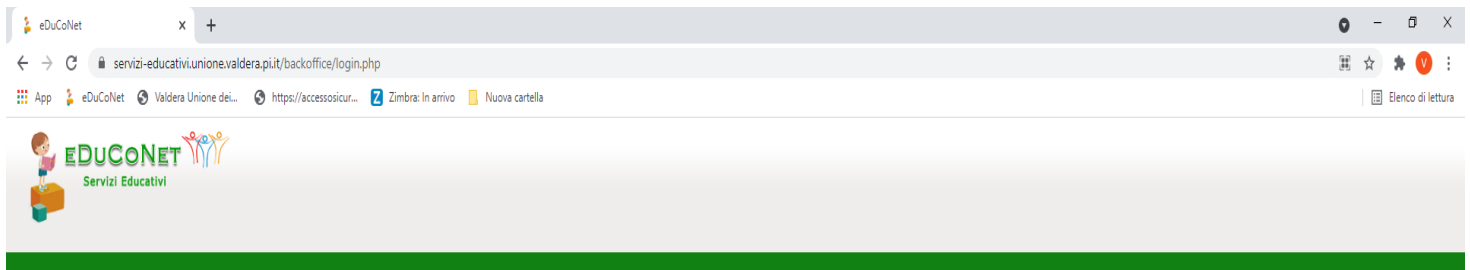 eDuCoNet
servizi-educativi.unione.valdera.pi.it/backoffice/login.php
V
App eDuCoNet Valdera Unione dei... https://accessosicur... Z Zimbra: In arrivo Nuova cartella Elenco di lettura
EDUCONET
Servizi Educativi